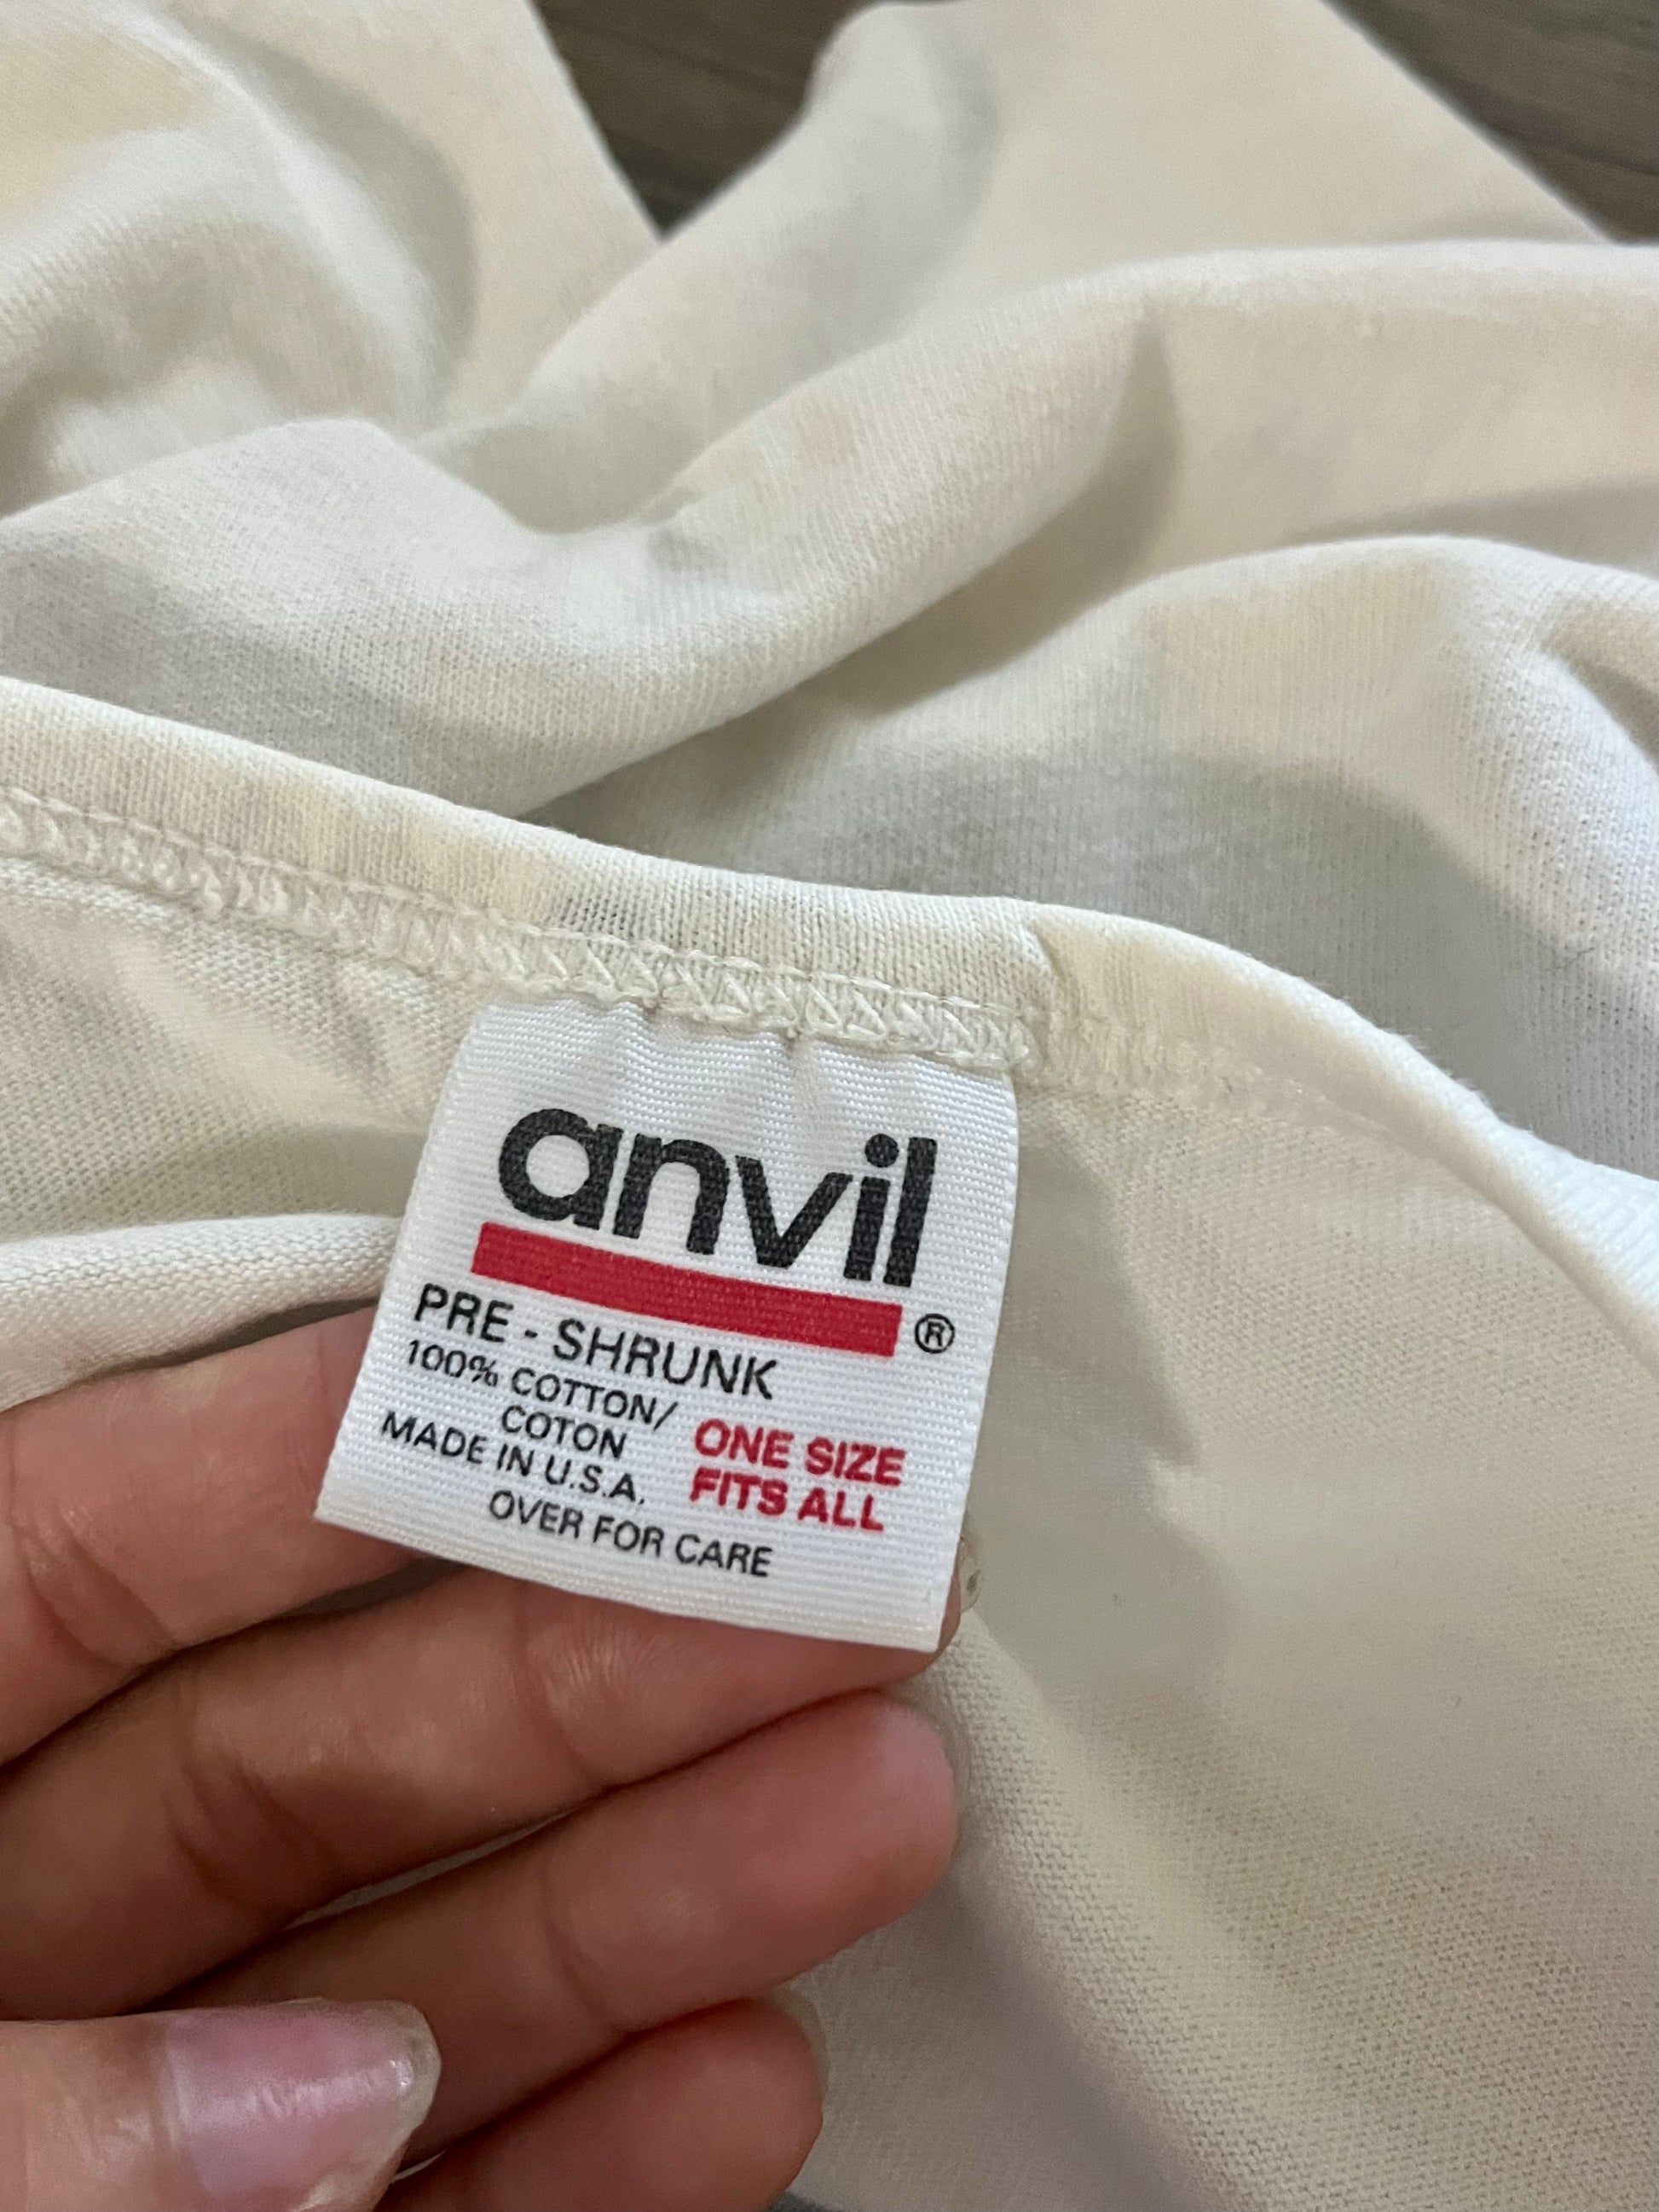 anvil
®
PRE - SHRUNK
100% COTTON/
COTON
MADE IN U.S.A.
ONE SIZE
FITS ALL
OVER FOR CARE